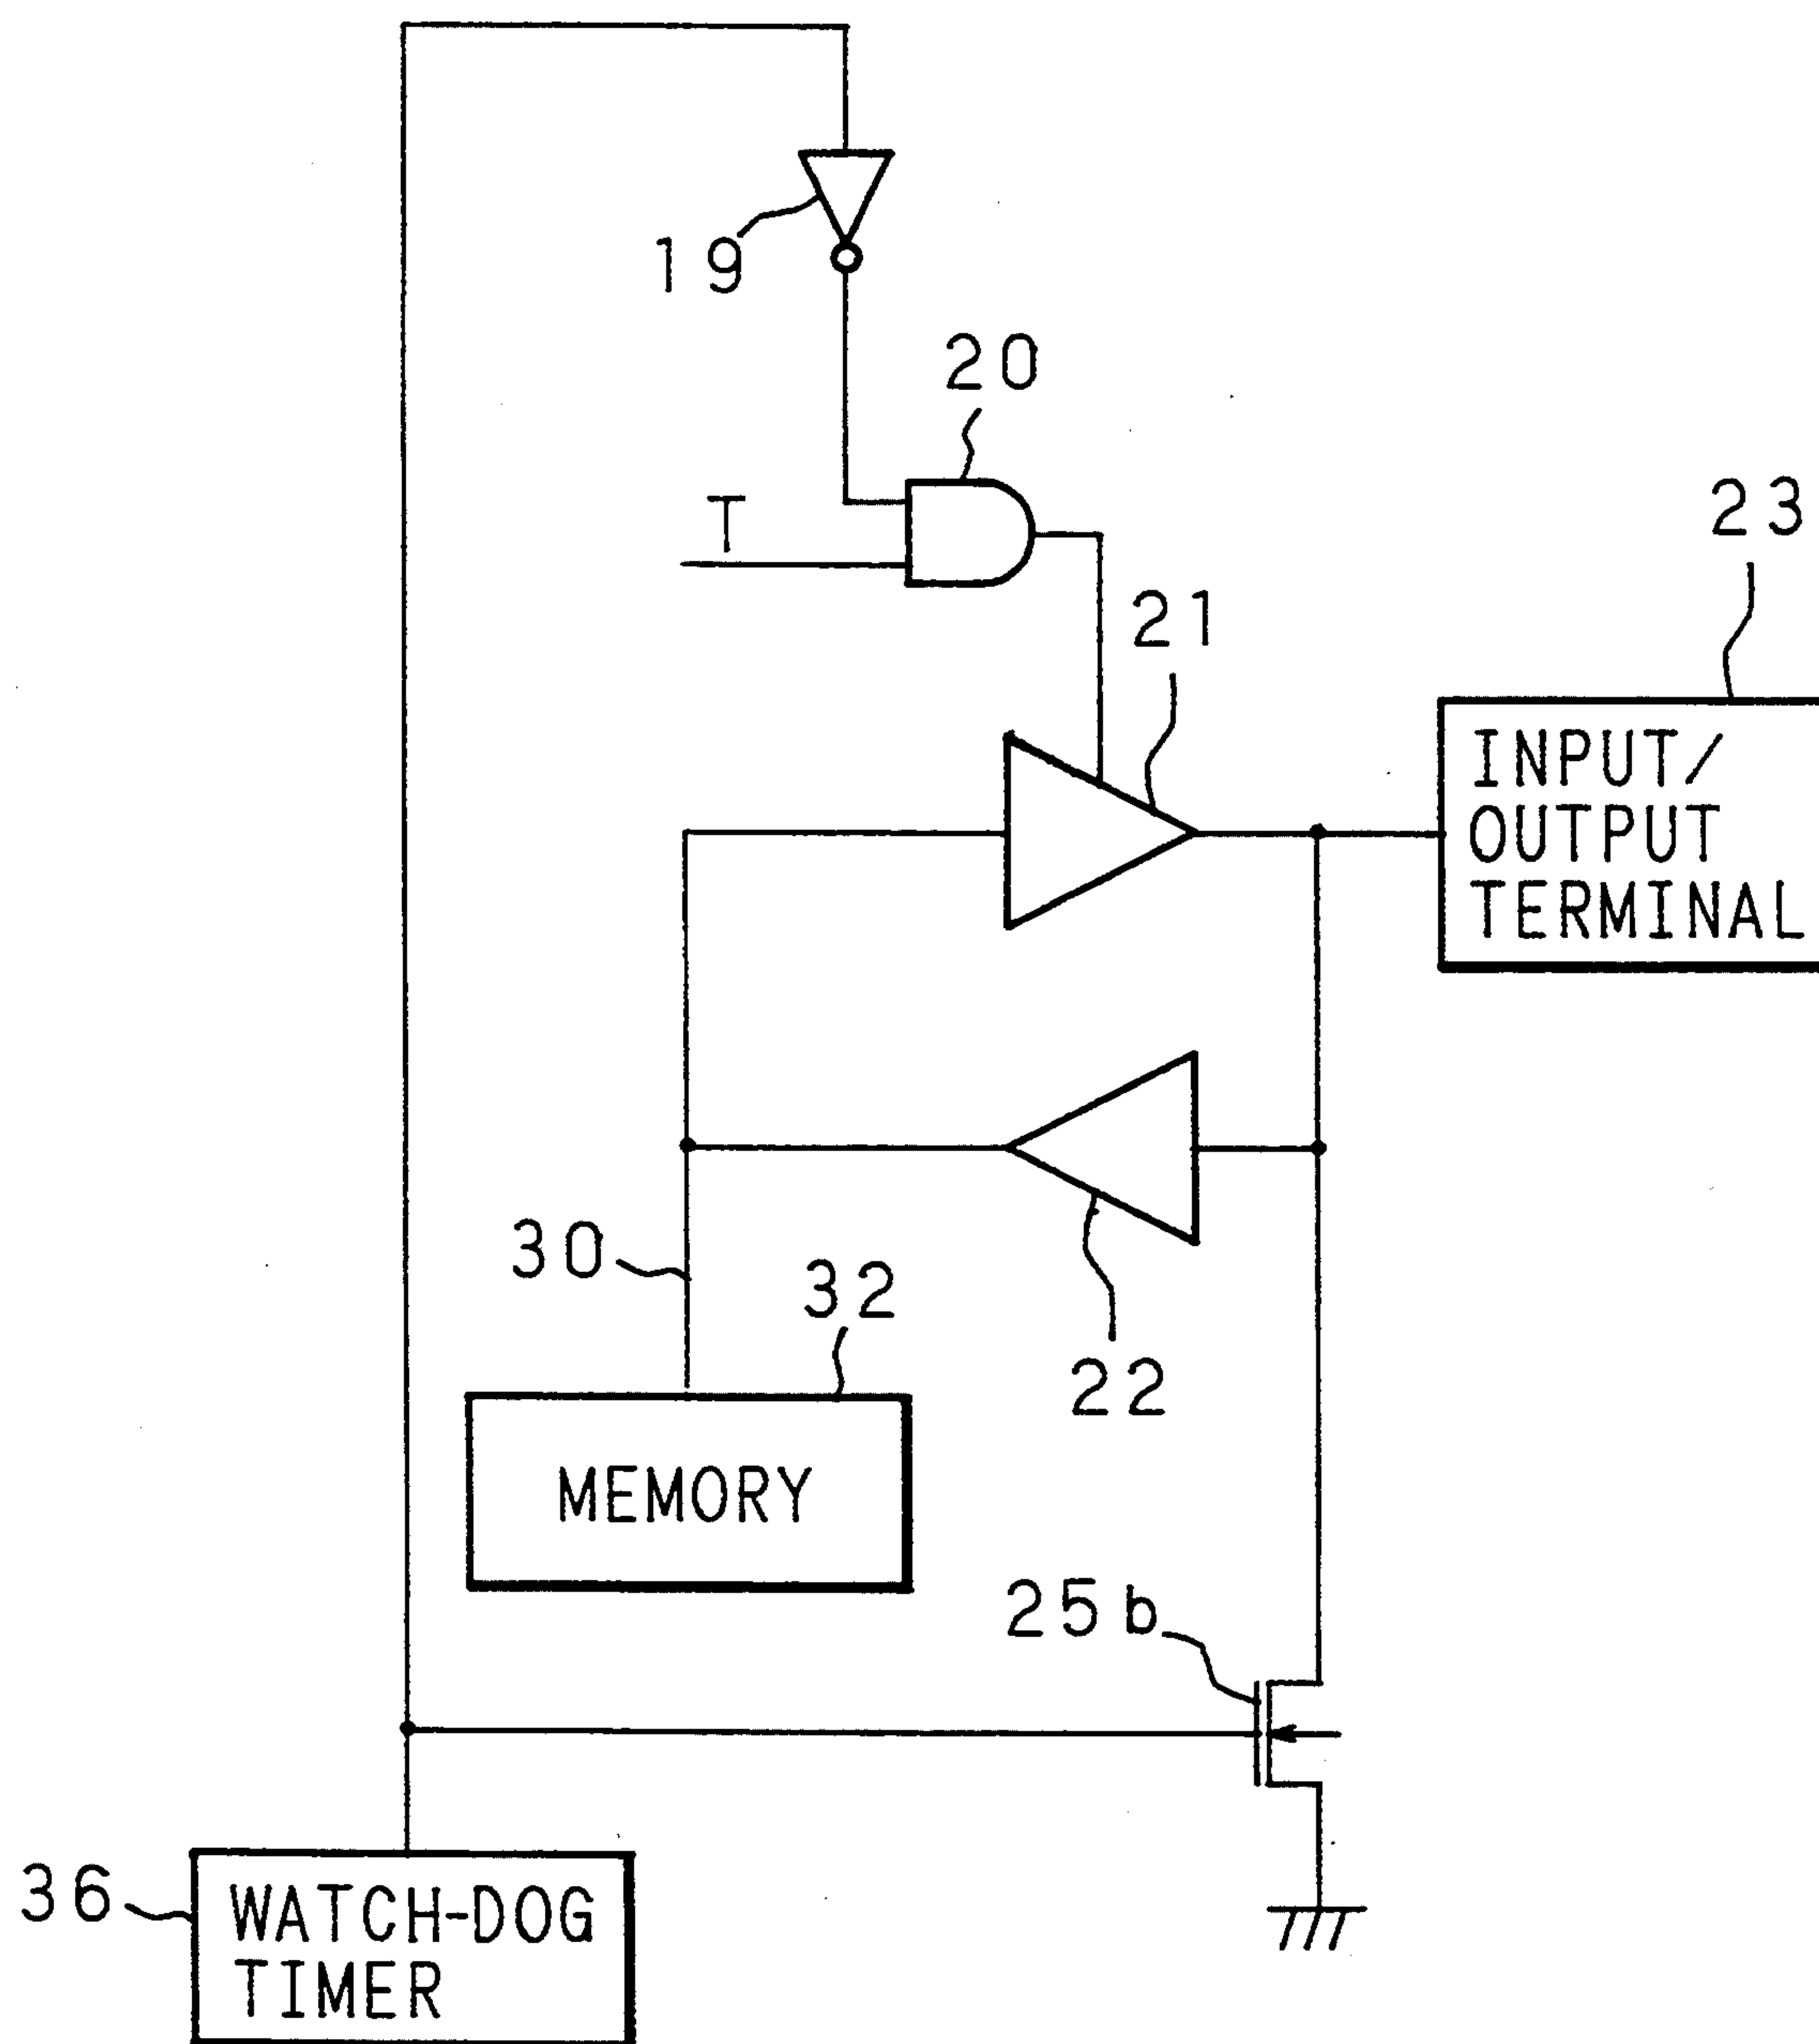 19
20
T
23
21
INPUT/
OUTPUT
TERMINAL
30
32
22
MEMORY
25b
36
WATCH-DOG
TIMER